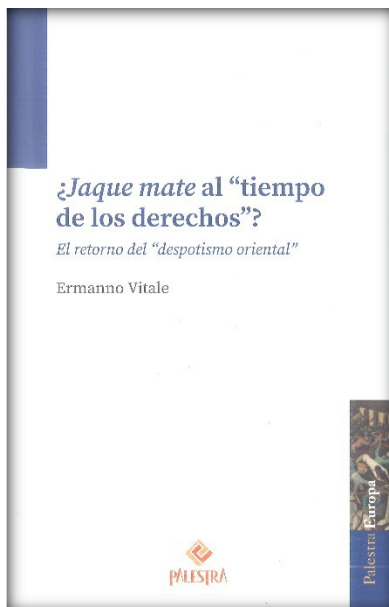 ¿Jaque mate al “tiempo
de los derechos”?
El retorno del “despotismo oriental”
Ermanno Vitale
Palestra Europa
PALESTRA